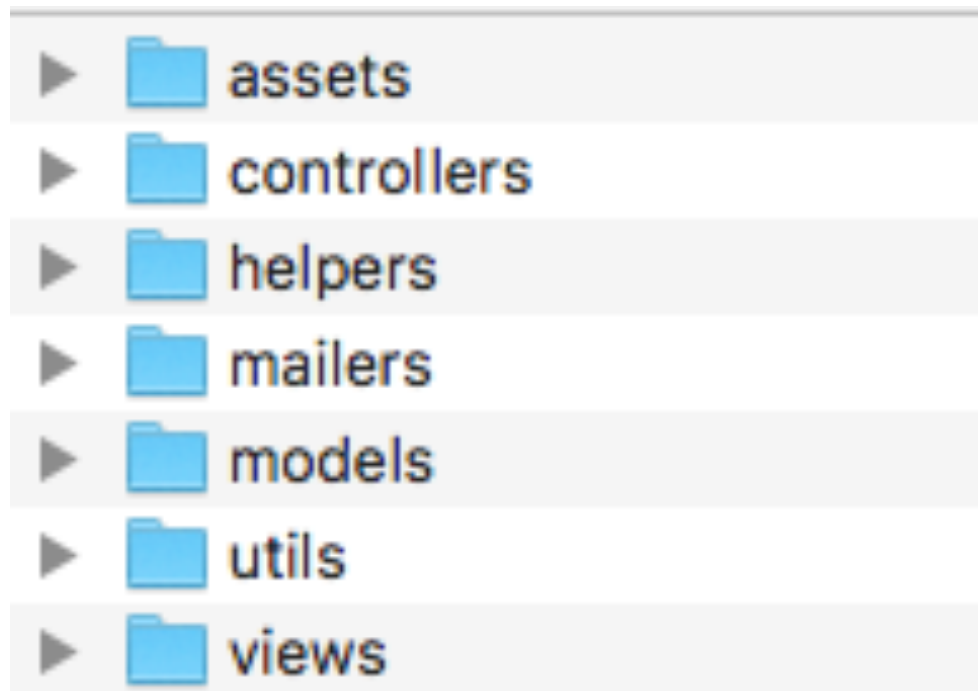 assets
controllers
helpers
mailers
models
utils
views